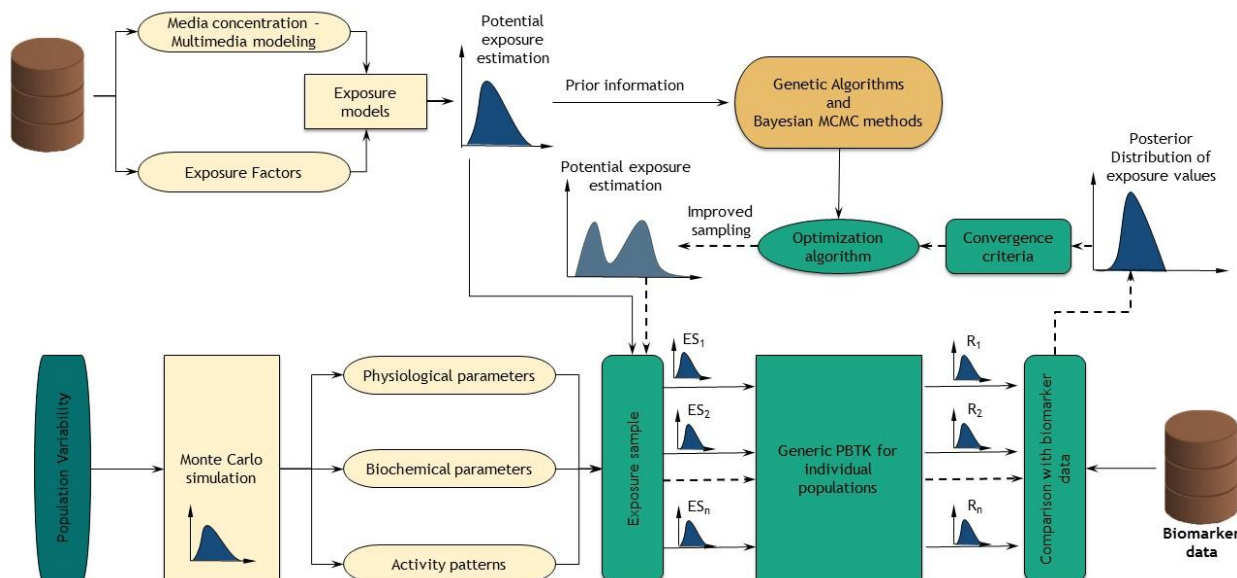 Media concentration -
Multimedia modeling
Exposure
models
Exposure Factors
Potential
exposure
estimation
Prior information
Genetic Algorithms
and
Bayesian MCMC methods
Posterior
Distribution of
exposure values
Potential exposure
estimation
Improved
sampling
Optimization
algorithm
Convergence
criteria
Population Variability
Monte Carlo
simulation
Physiological parameters
Biochemical parameters
Activity patterns
Exposure sample
ES1
ES2
ESn
Generic PBTK for
individual
populations
R1
R2
Rn
Comparison with biomarker
data
Biomarker
data